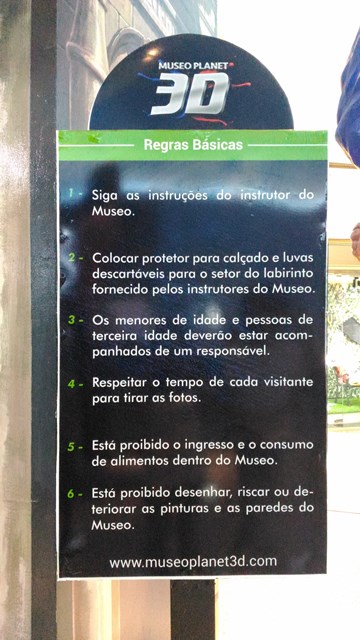 MUSEO PLANET
3D
Regras Básicas
1 - Siga as instruções do instrutor do
Museo.
2 - Colocar protetor para calçado e luvas
descartáveis para o setor do labirinto
fornecido pelos instrutores do Museo.
3 - Os menores de idade e pessoas de
terceira idade deverão estar acom-
panhados de um responsável.
4 - Respeitar o tempo de cada visitante
para tirar as fotos.
5 - Está proibido o ingresso e o consumo
de alimentos dentro do Museo.
6 - Está proibido desenhar, riscar ou de-
teriorar as pinturas e as paredes do
Museo.
www.museoplanet3d.com